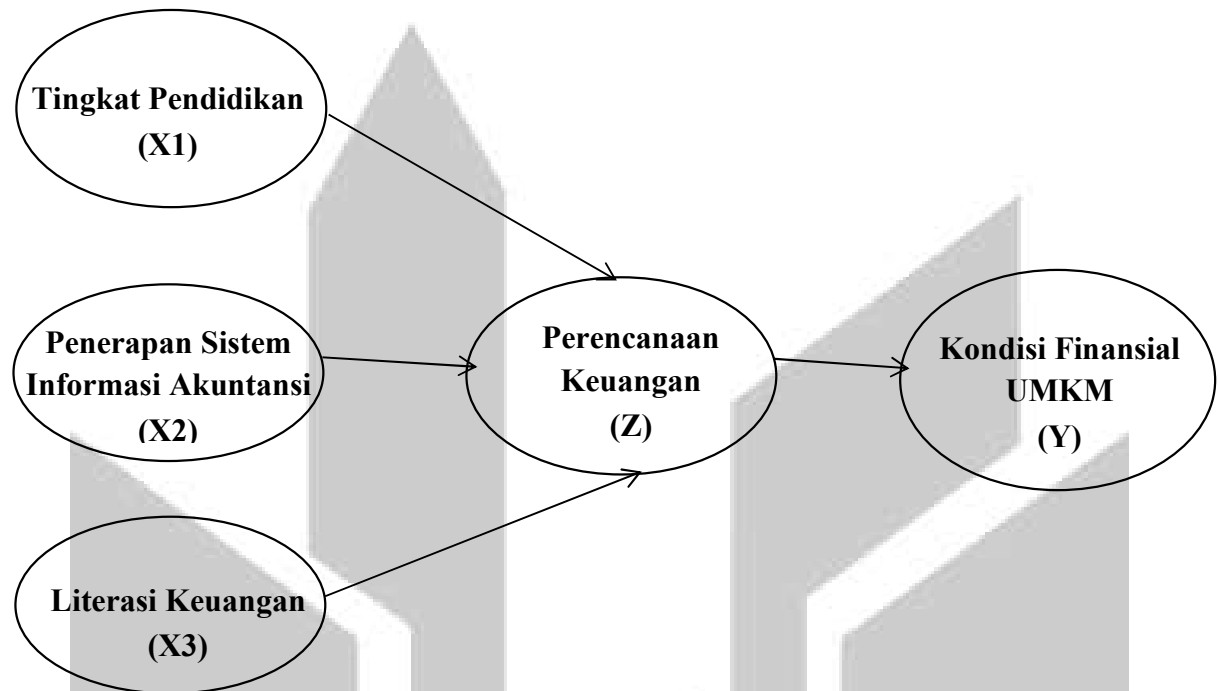 Tingkat Pendidikan
(X1)
Penerapan Sistem
Informasi Akuntansi
(X2)
Literasi Keuangan
(X3)
Perencanaan
Keuangan
(Z)
Kondisi Finansial
UMKM
(Y)